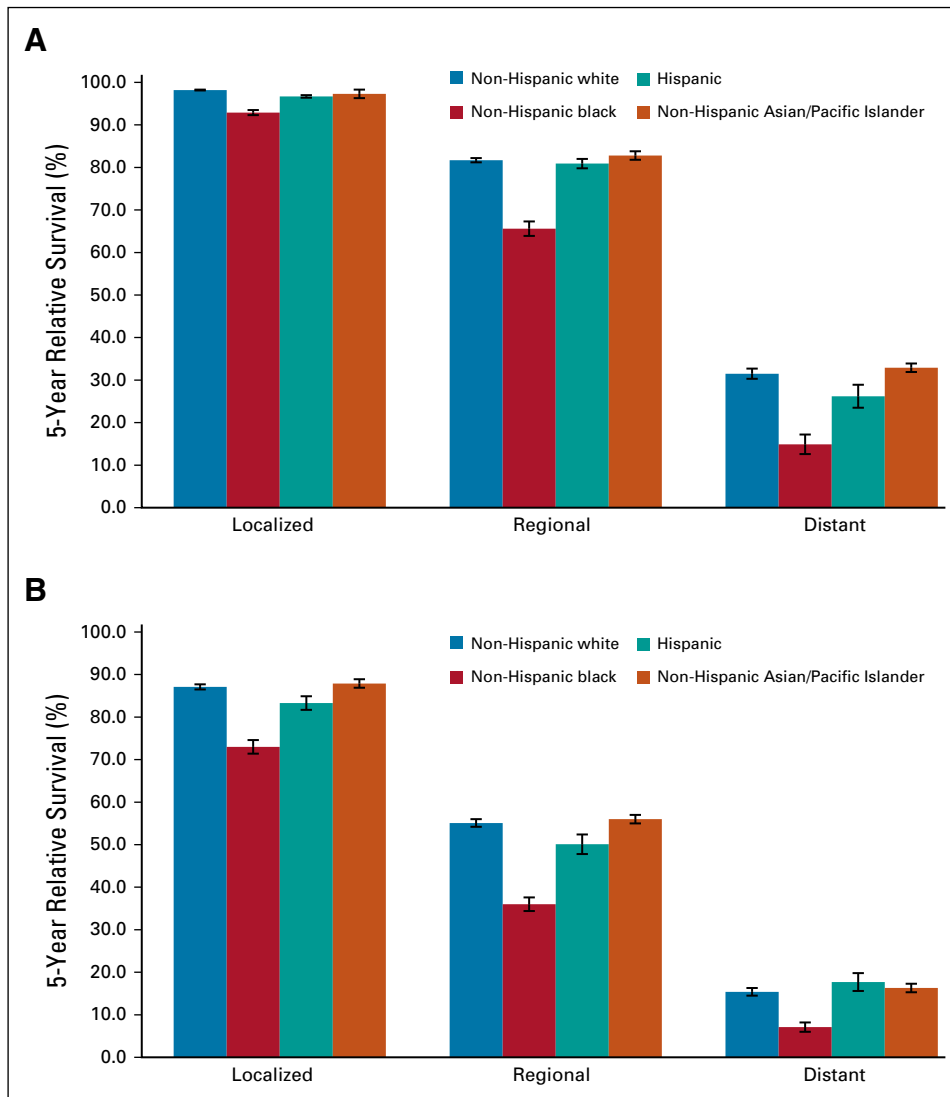 A
Non-Hispanic white
Hispanic
Non-Hispanic black
Non-Hispanic Asian/Pacific Islander
5-Year Relative Survival (%)
100.0
90.0
80.0
70.0
60.0
50.0
40.0
30.0
20.0
10.0
0.0
Localized
Regional
Distant
B
Non-Hispanic white
Hispanic
Non-Hispanic black
Non-Hispanic Asian/Pacific Islander
5-Year Relative Survival (%)
100.0
90.0
80.0
70.0
60.0
50.0
40.0
30.0
20.0
10.0
0.0
Localized
Regional
Distant